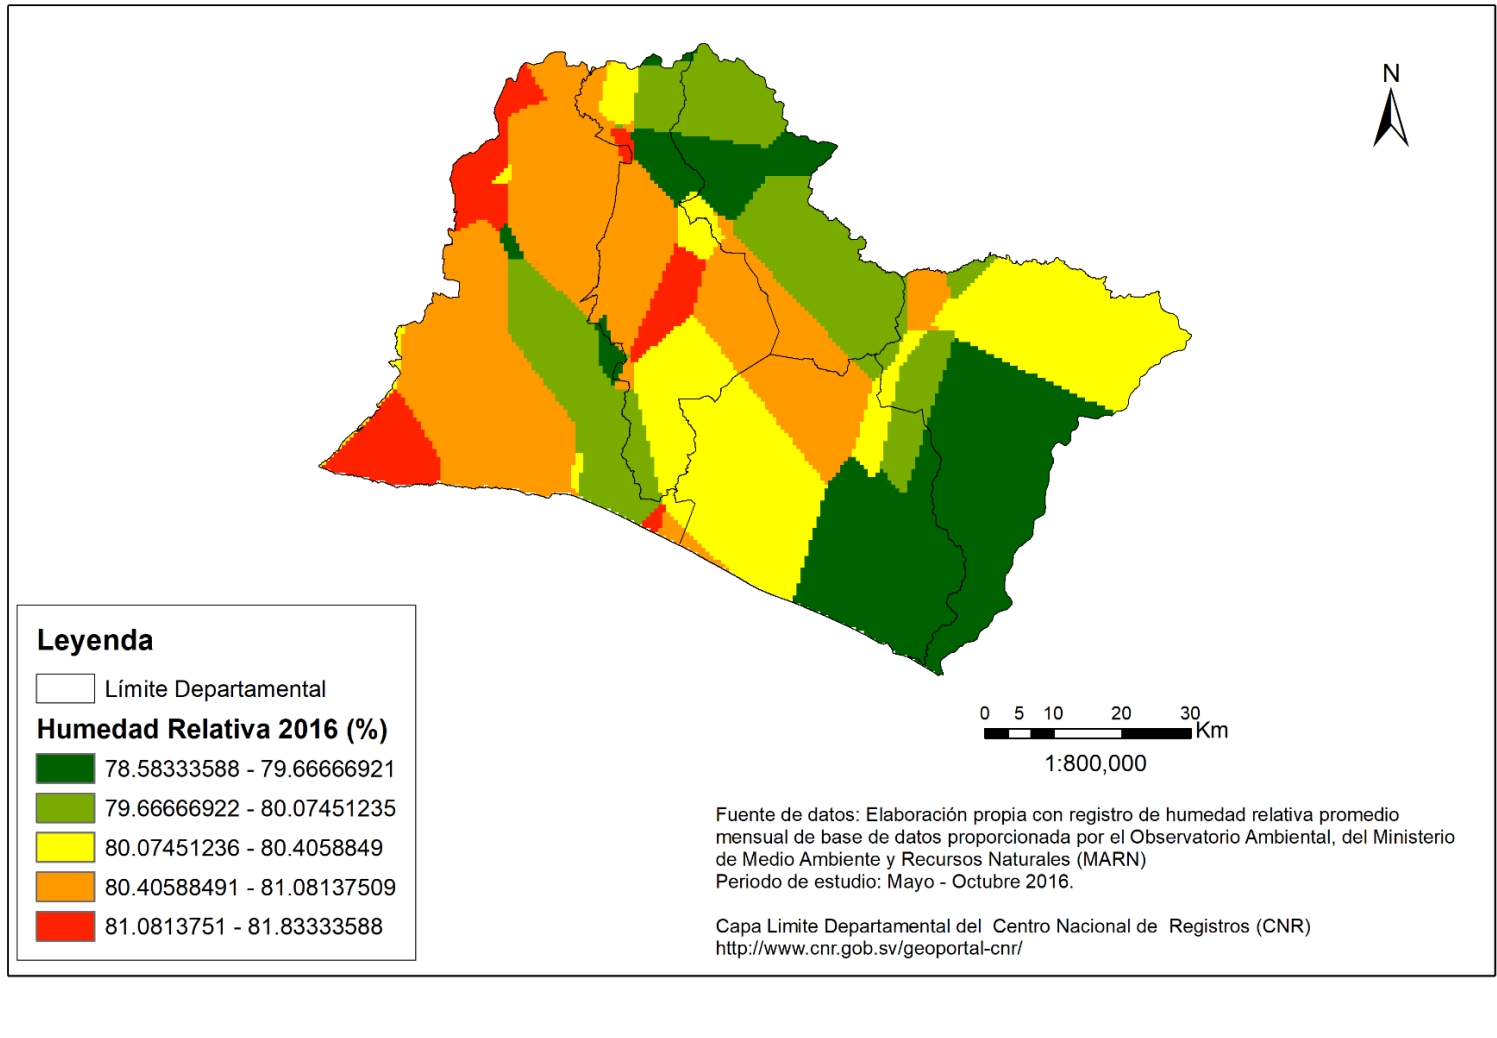 N
Leyenda
Límite Departamental
Humedad Relativa 2016 (%)
78.58333588 - 79.66666921
79.66666922 - 80.07451235
80.07451236 - 80.4058849
80.40588491 - 81.08137509
81.0813751 - 81.83333588
0 5 10 20 30
Km
1:800,000
Fuente de datos: Elaboración propia con registro de humedad relativa promedio
mensual de base de datos proporcionada por el Observatorio Ambiental, del Ministerio
de Medio Ambiente y Recursos Naturales (MARN)
Periodo de estudio: Mayo - Octubre 2016.
Capa Limite Departamental del Centro Nacional de Registros (CNR)
http://www.cnr.gob.sv/geoportal-cnr/